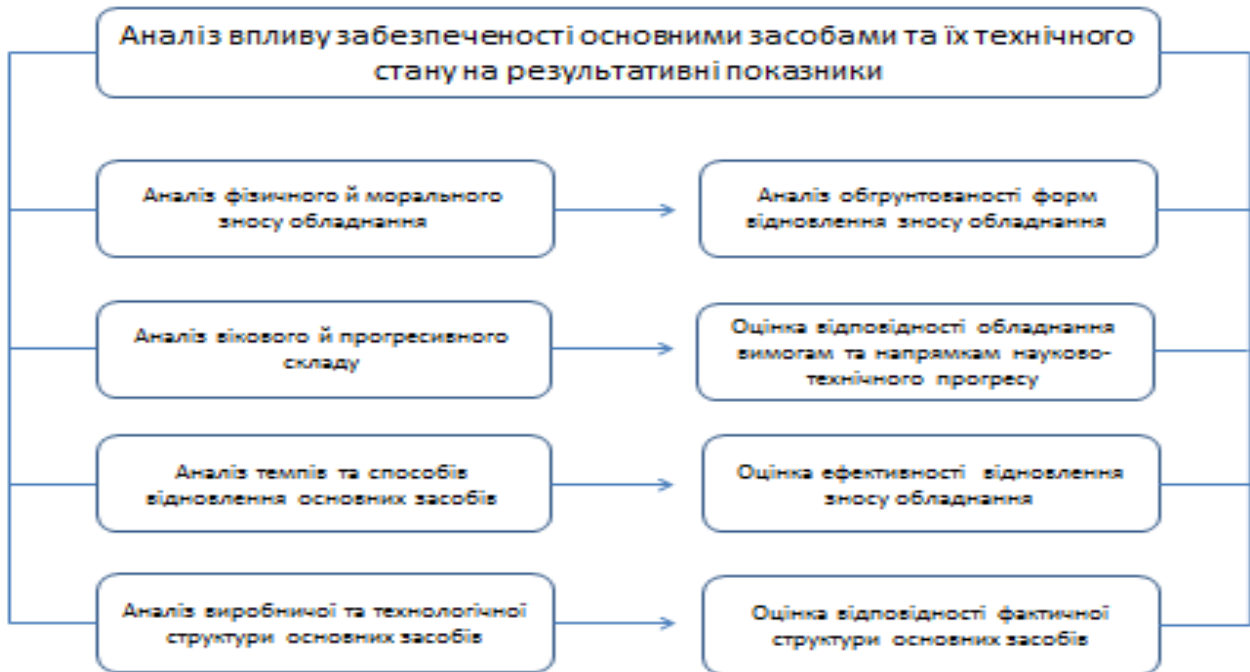 Аналіз впливу забезпеченості основними засобами та їх технічного
стану на результативні показники
Аналіз фізичного й морального
зносу обладнання
Аналіз обгрунтованості форм
відновлення зносу обладнання
Аналіз вікового й прогресивного
складу
Оцінка відповідності обладнання
вимогам та напрямкам науково-
технічного прогресу
Аналіз темпів та способів
відновлення основних засобів
Оцінка ефективності відновлення
зносу обладнання
Аналіз виробничої та технологічної
структури основних засобів
Оцінка відповідності фактичної
структури основних засобів